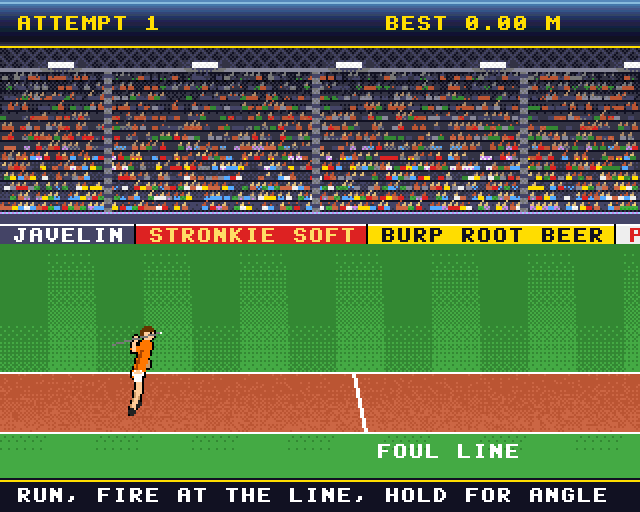 ATTEMPT 1 BEST 0.00 M
JAVELIN STRONKIE SOFT BURP ROOT BEER
FOUL LINE
RUN, FIRE AT THE LINE, HOLD FOR ANGLE